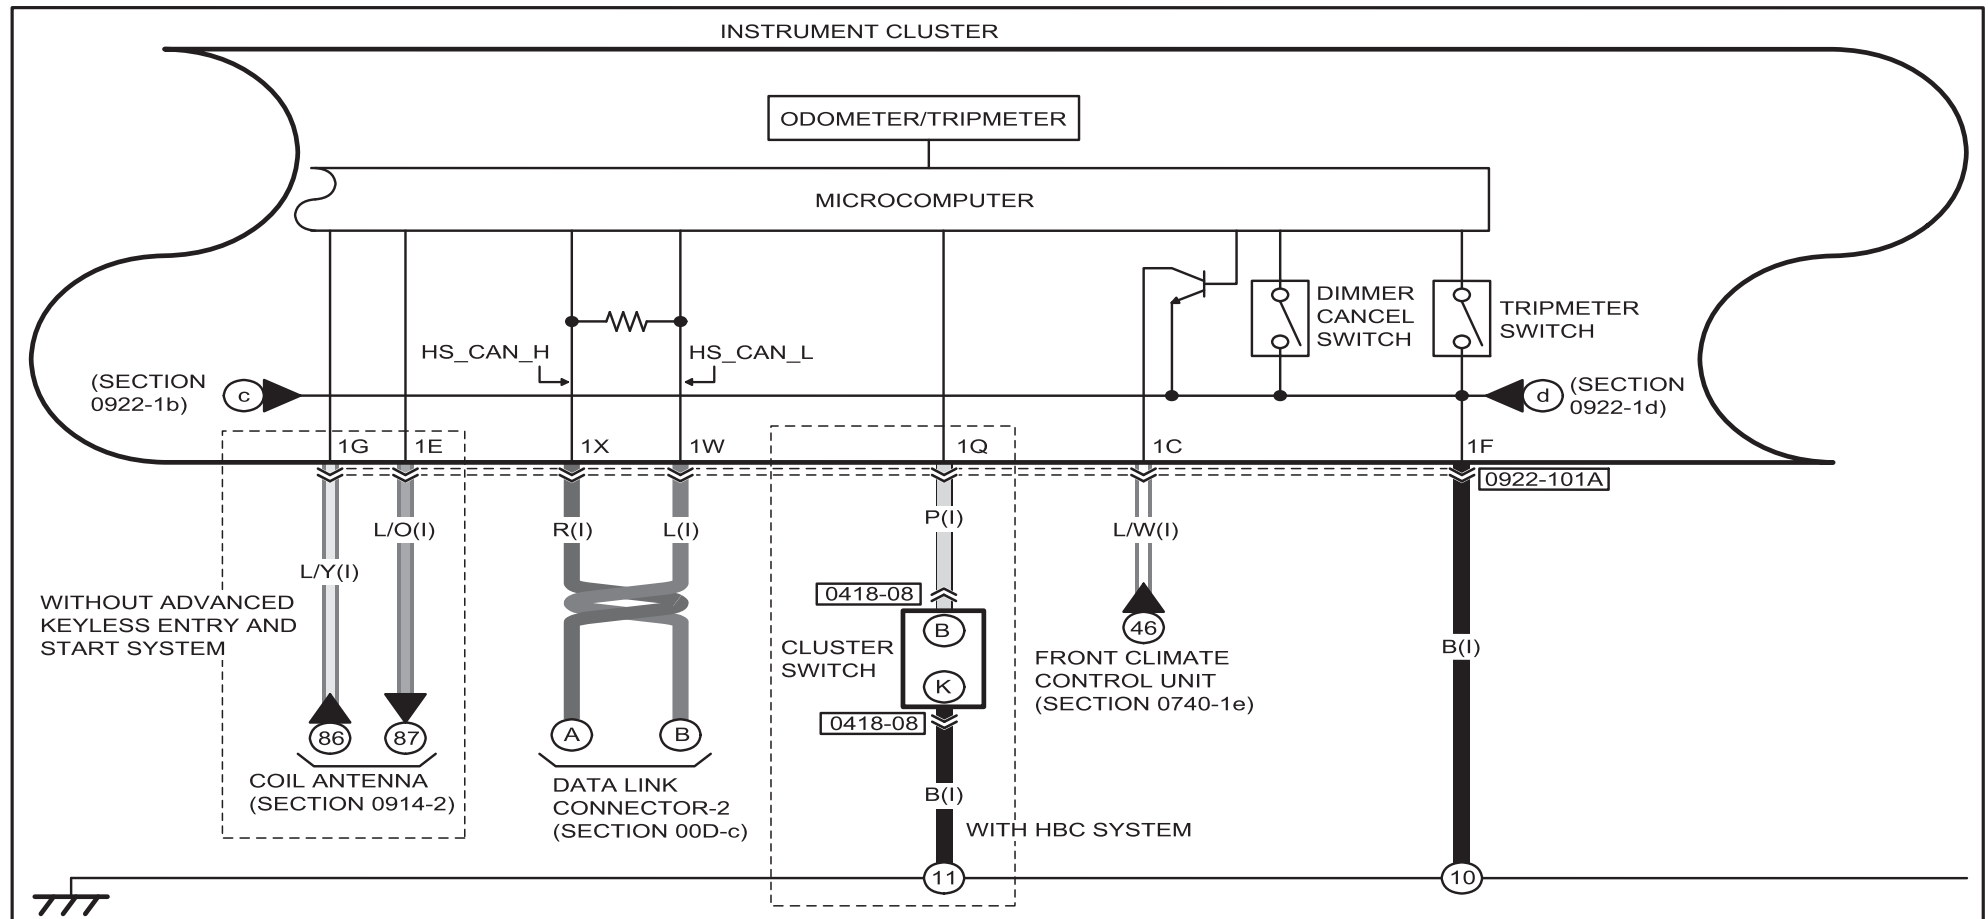 INSTRUMENT CLUSTER
ODOMETER/TRIPMETER
MICROCOMPUTER
DIMMER
CANCEL
SWITCH
TRIPMETER
SWITCH
HS_CAN_H
HS_CAN_L
(SECTION
0922-1b)
c
d
(SECTION
0922-1d)
1G
1E
1X
1W
1Q
1C
1F
0922-101A
L/Y(I)
L/O(I)
R(I)
L(I)
P(I)
L/W(I)
B(I)
WITHOUT ADVANCED
KEYLESS ENTRY AND
START SYSTEM
86
87
COIL ANTENNA
(SECTION 0914-2)
A
B
DATA LINK
CONNECTOR-2
(SECTION 00D-c)
0418-08
CLUSTER
SWITCH
B
K
0418-08
B(I)
WITH HBC SYSTEM
46
FRONT CLIMATE
CONTROL UNIT
(SECTION 0740-1e)
11
10